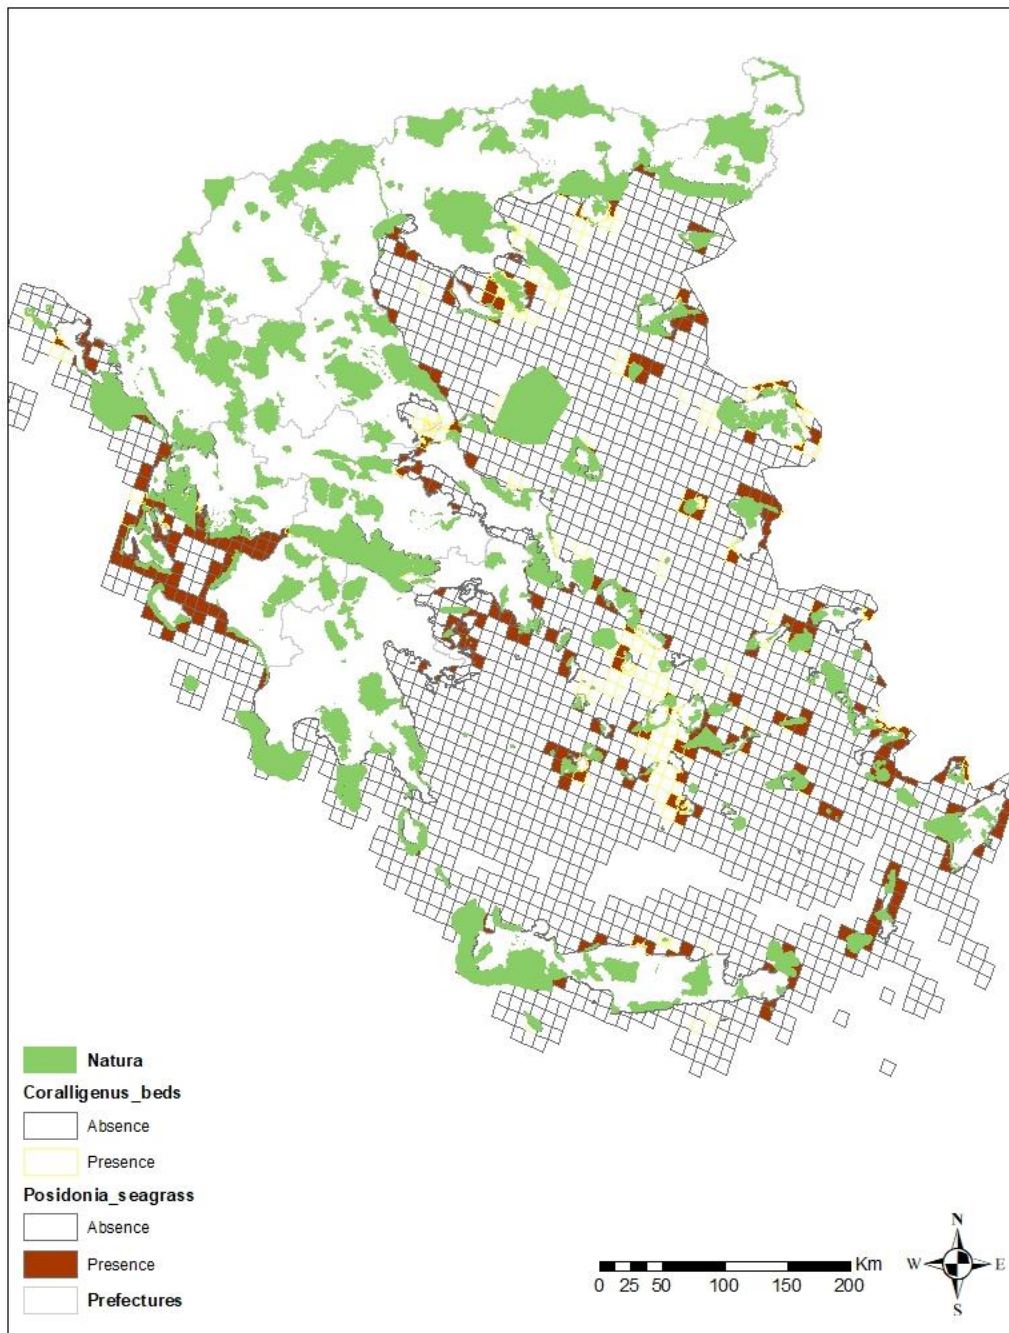 Natura
Coralligenus_beds
Absence
Presence
Posidonia_seagrass
Absence
Presence
Prefectures
N
W E
S
Km
0 25 50 100 150 200